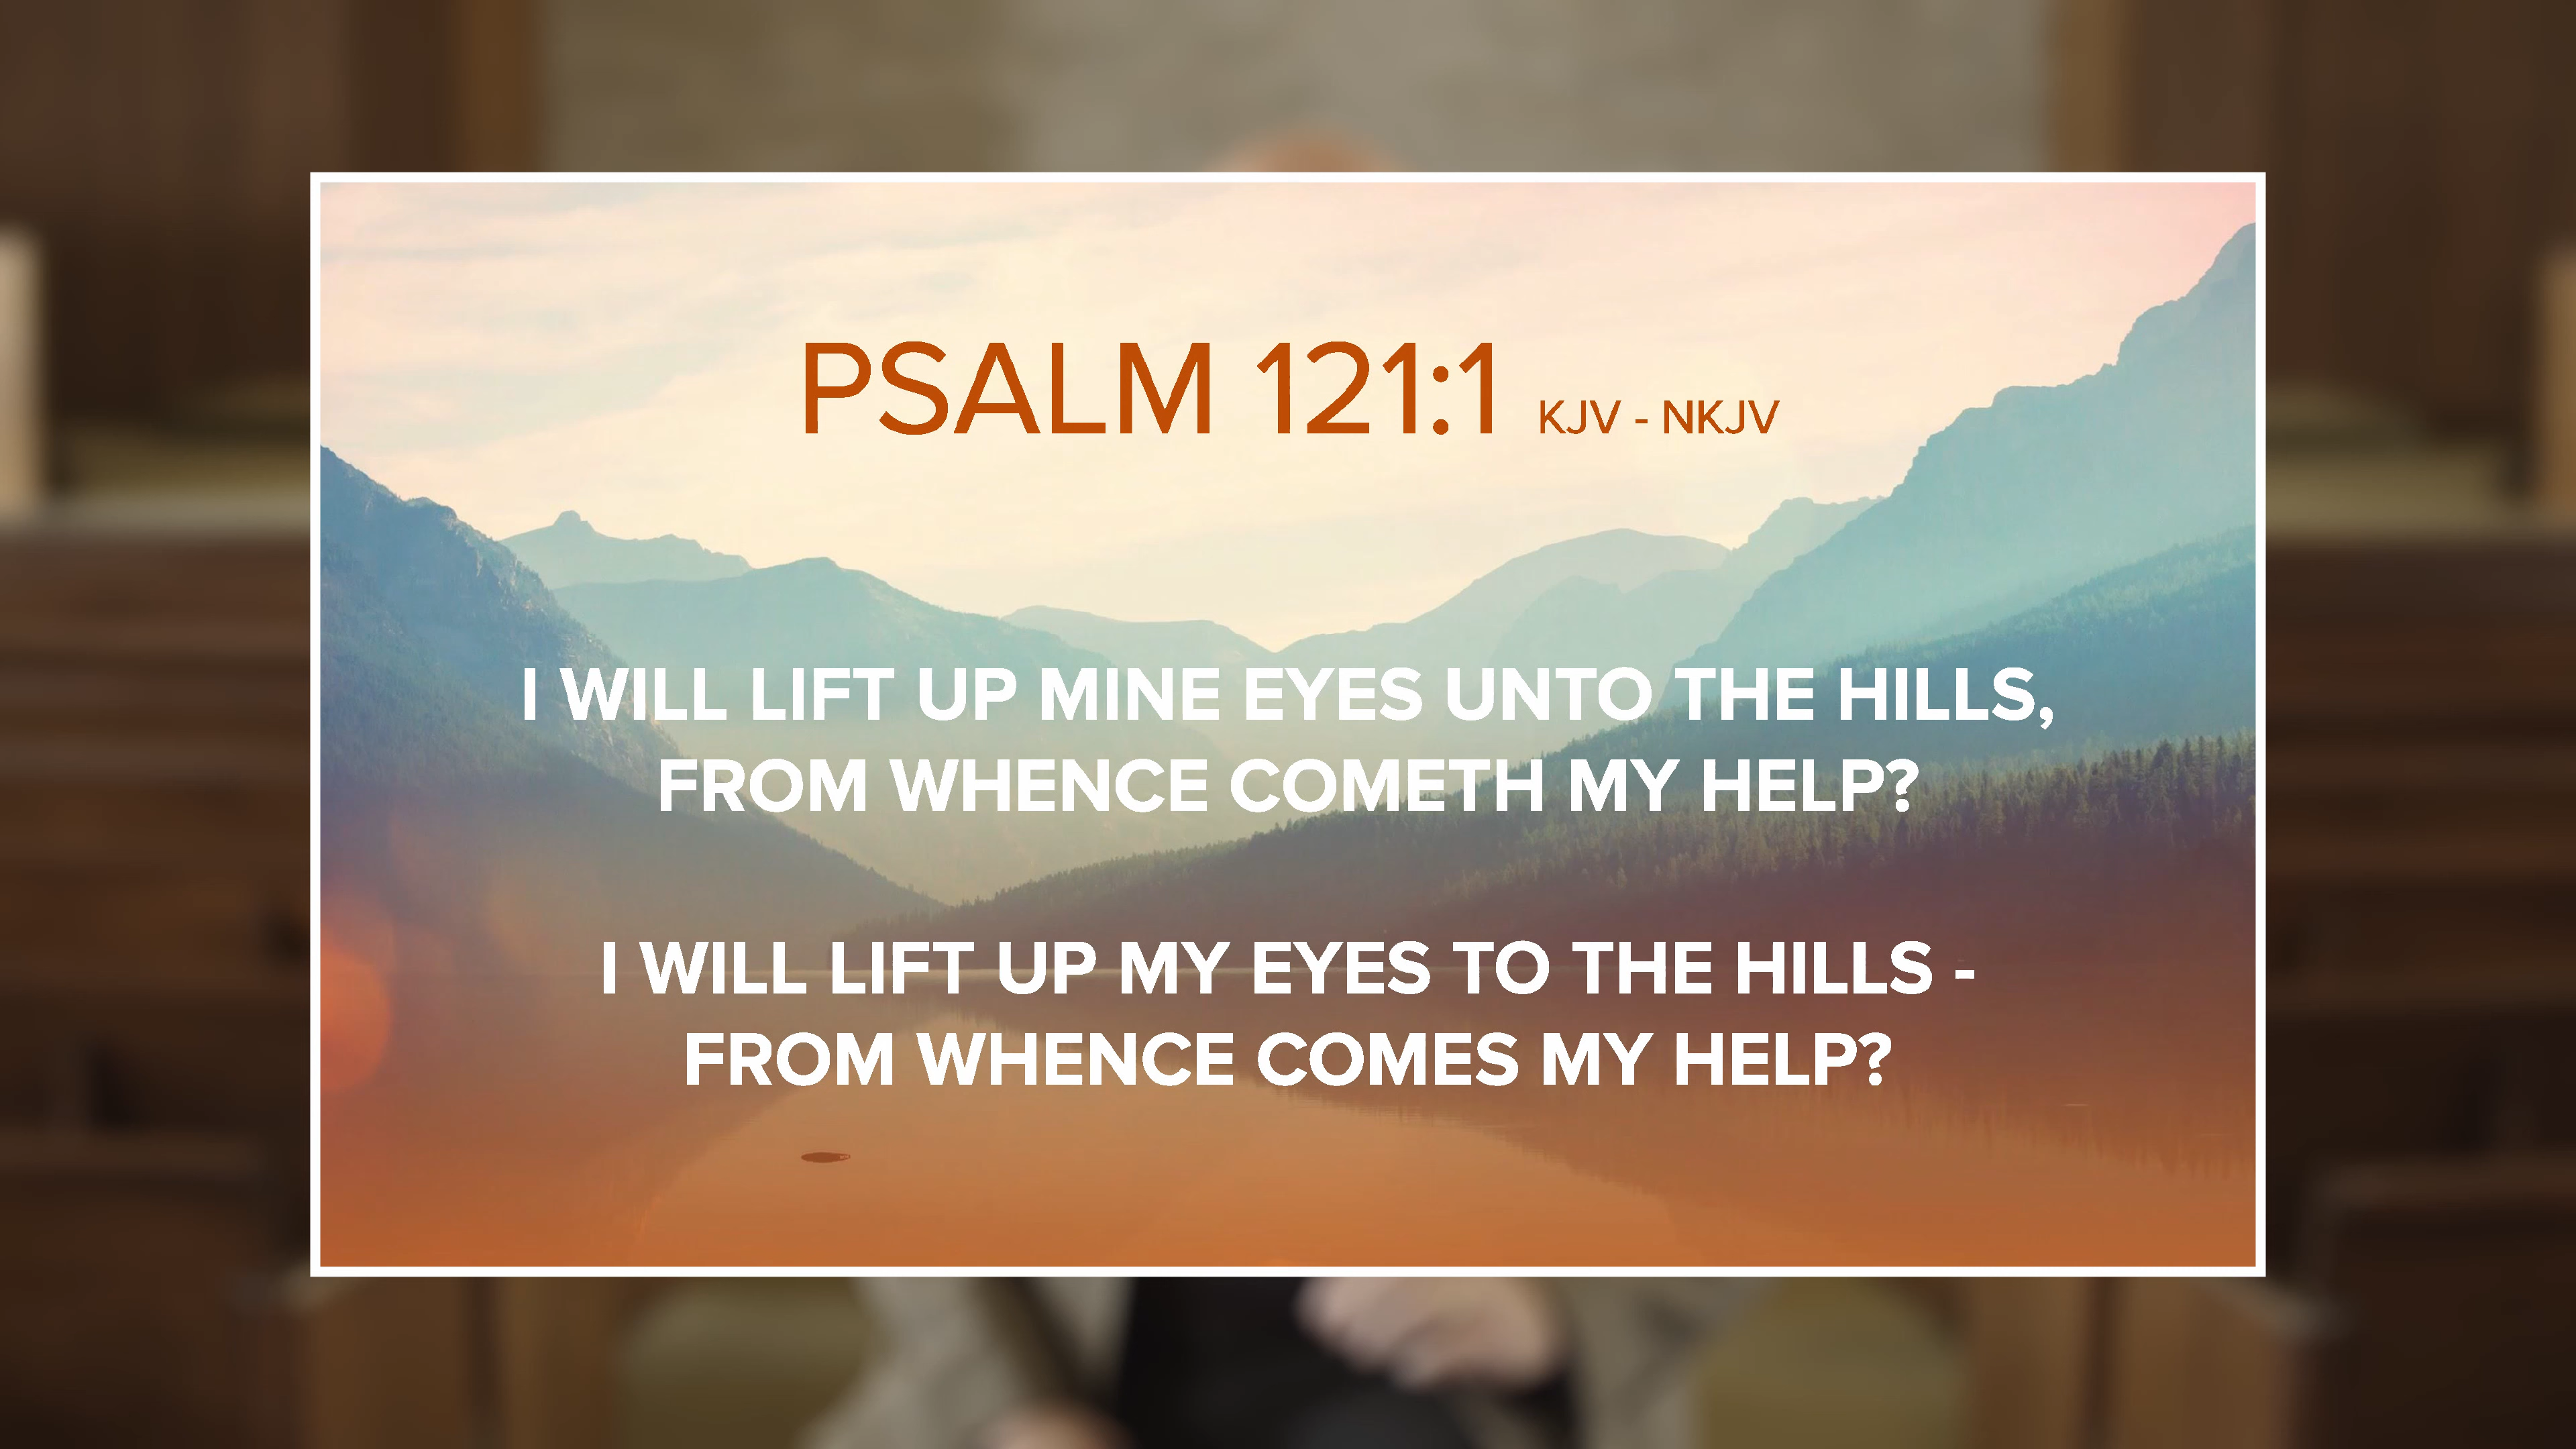 PSALM 121:1 KJV - NKJV
I WILL LIFT UP MINE EYES UNTO THE HILLS,
FROM WHENCE COMETH MY HELP?
I WILL LIFT UP MY EYES TO THE HILLS -
FROM WHENCE COMES MY HELP?